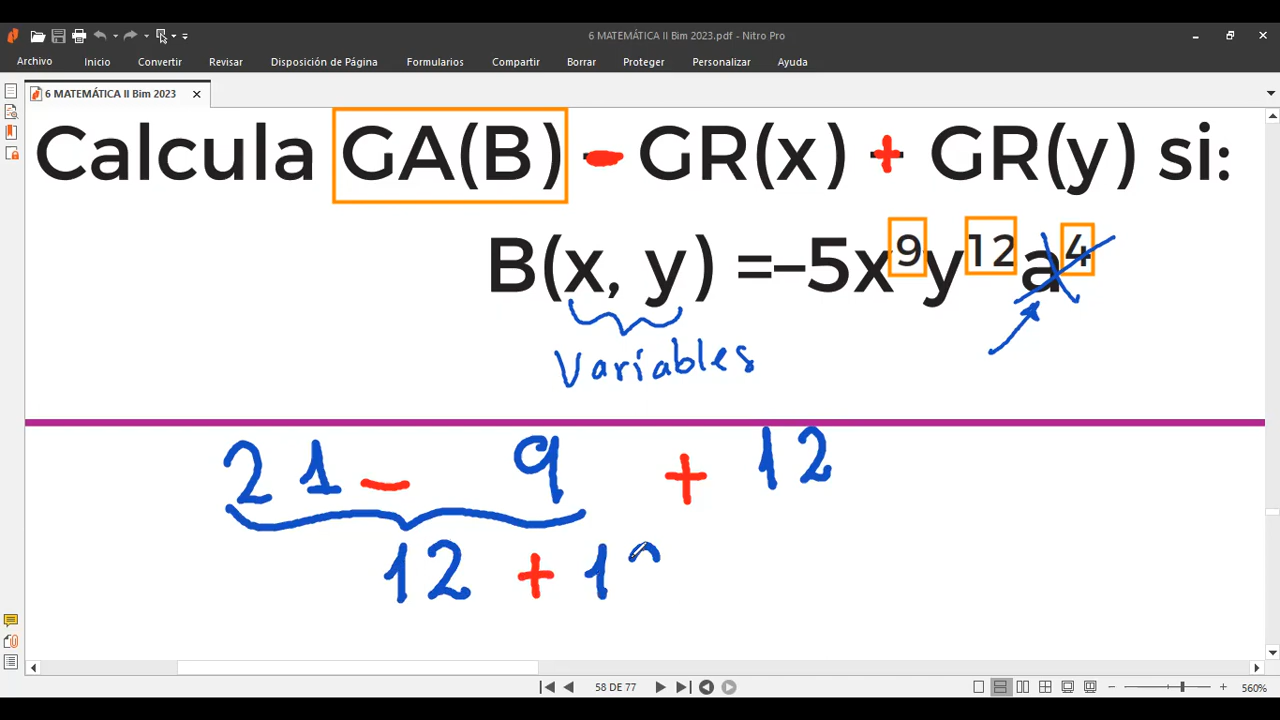 6 MATEMÁTICA II Bim 2023.pdf - Nitro Pro
Archivo Inicio Convertir Revisar Disposición de Página Formularios Compartir Borrar Proteger Personalizar Ayuda
6 MATEMÁTICA II Bim 2023
Calcula GA(B) - GR(x) + GR(y) si:
B(x, y) =–5x⁹y¹²a⁴
Variables
21 - 9 + 12
12 + 1
58 DE 77
560%